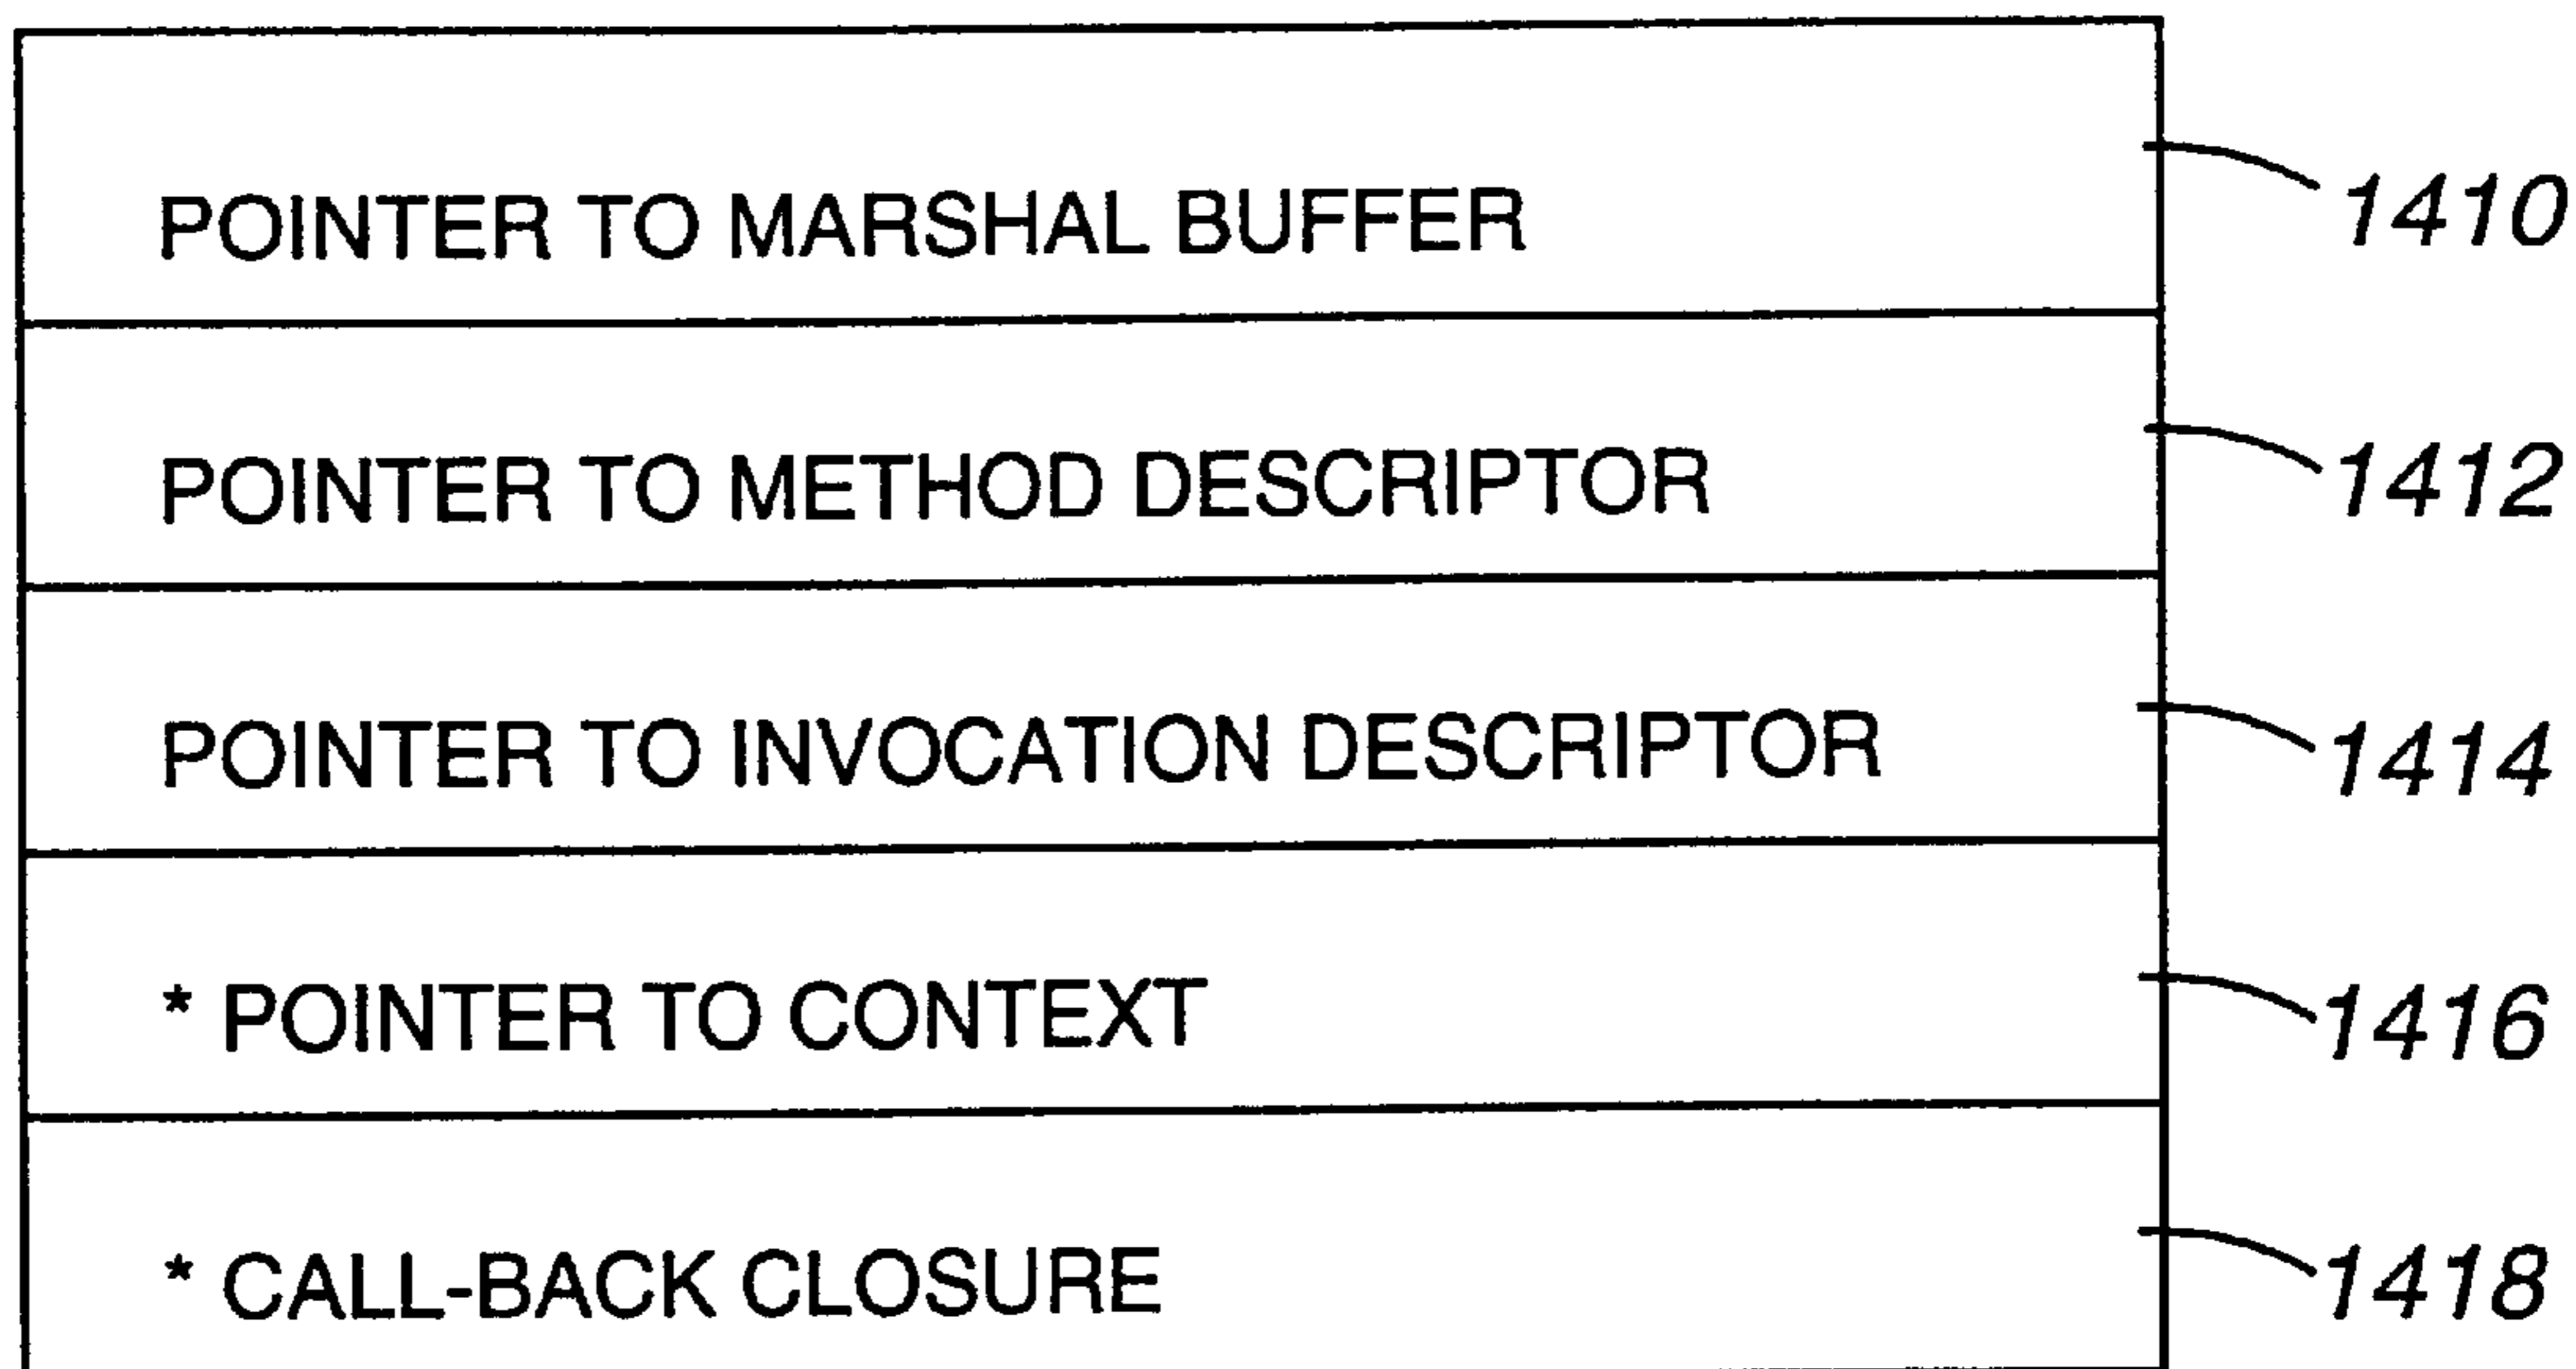 POINTER TO MARSHAL BUFFER 1410
POINTER TO METHOD DESCRIPTOR 1412
POINTER TO INVOCATION DESCRIPTOR 1414
* POINTER TO CONTEXT 1416
* CALL-BACK CLOSURE 1418